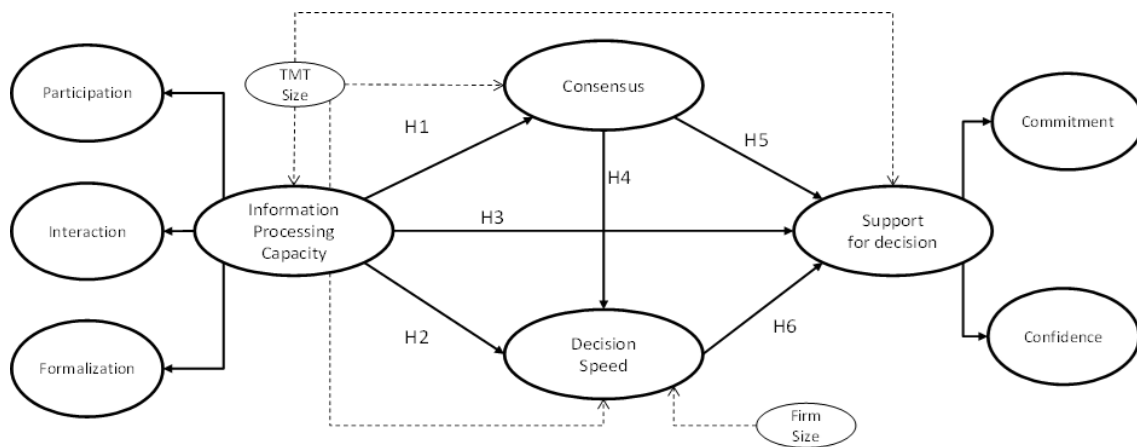 TMT
Size
Participation
Consensus
Commitment
H1
H5
H4
Information
Processing
Capacity
Interaction
H3
Support
for decision
H2
H6
Formalization
Decision
Speed
Confidence
Firm
Size